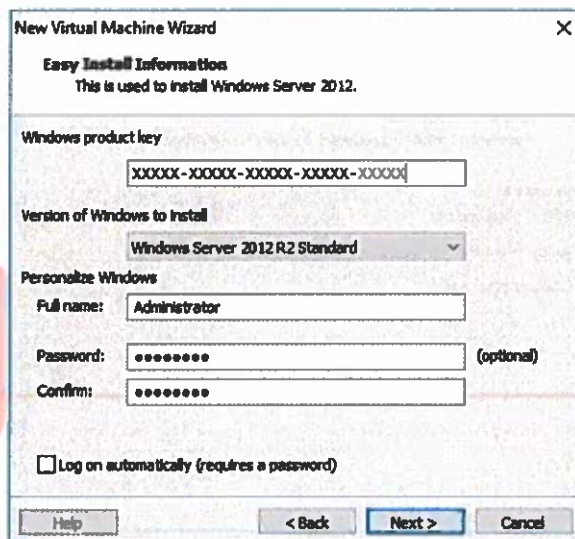 New Virtual Machine Wizard
Easy Install Information
This is used to install Windows Server 2012.
Windows product key
XXXXX-XXXXX-XXXXX-XXXXX-XXXXX
Version of Windows to Install
Windows Server 2012 R2 Standard
Personalize Windows
Full name: Administrator
Password: ●●●●●●●● (optional)
Confirm: ●●●●●●●●
Log on automatically (requires a password)
Help < Back Next > Cancel